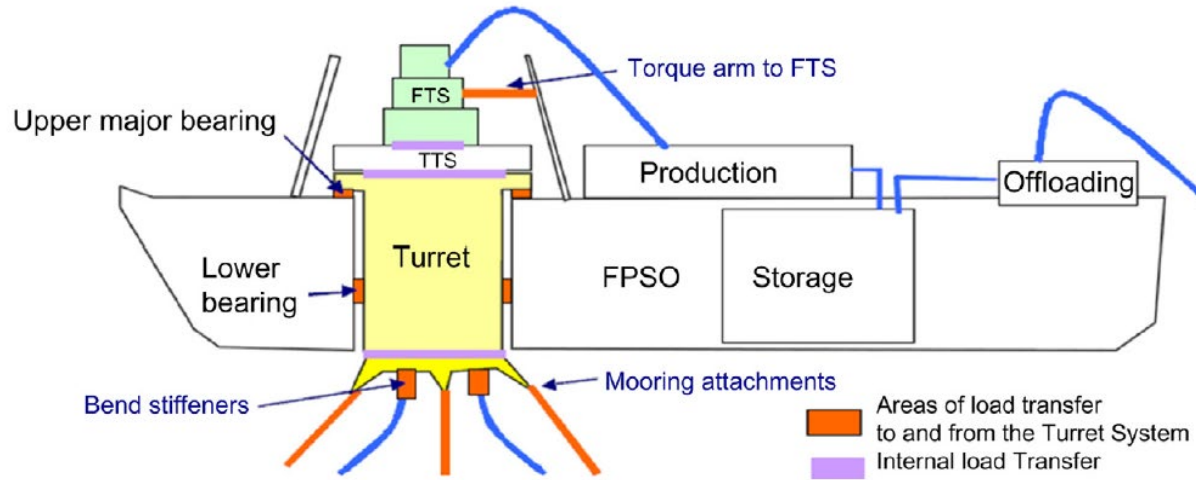 Torque arm to FTS
FTS
Upper major bearing
TTS
Production
Offloading
Turret
Lower
bearing
FPSO
Storage
Mooring attachments
Bend stiffeners
Areas of load transfer
to and from the Turret System
Internal load Transfer